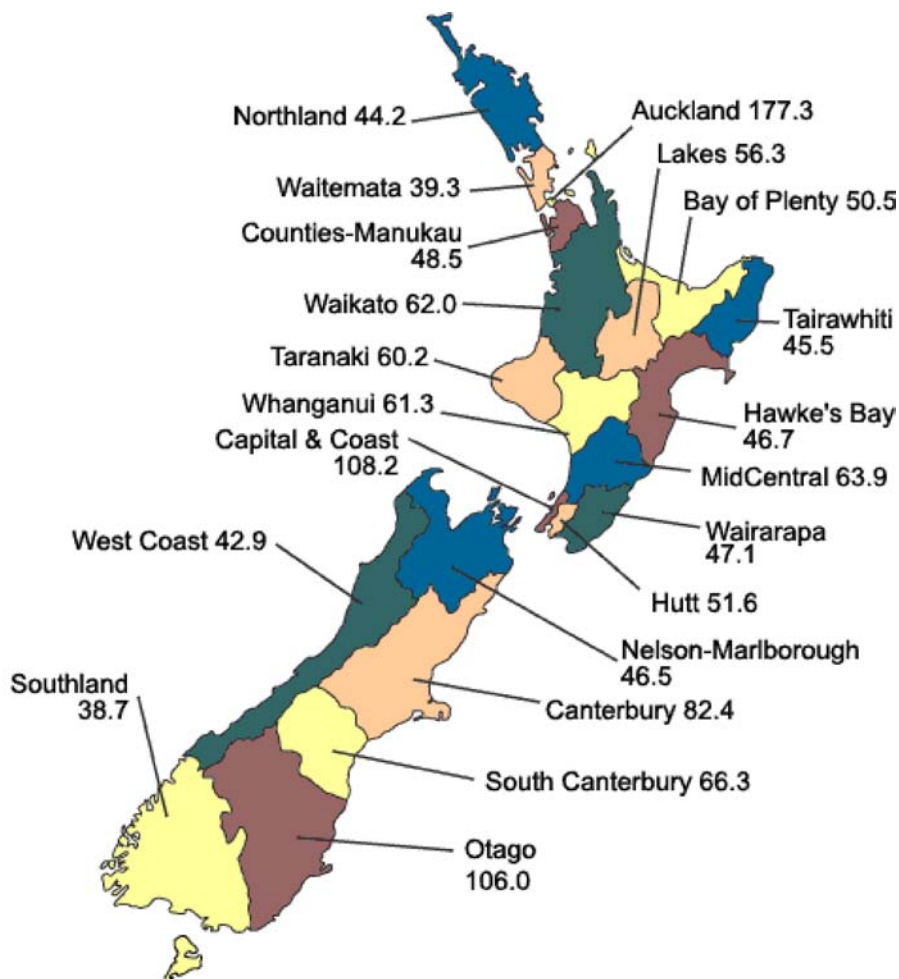 Northland 44.2
Auckland 177.3
Lakes 56.3
Waitemata 39.3
Bay of Plenty 50.5
Counties-Manukau
48.5
Waikato 62.0
Tairawhiti
45.5
Taranaki 60.2
Whanganui 61.3
Hawke's Bay
46.7
Capital & Coast
108.2
MidCentral 63.9
West Coast 42.9
Wairarapa
47.1
Hutt 51.6
Nelson-Marlborough
46.5
Southland
38.7
Canterbury 82.4
South Canterbury 66.3
Otago
106.0